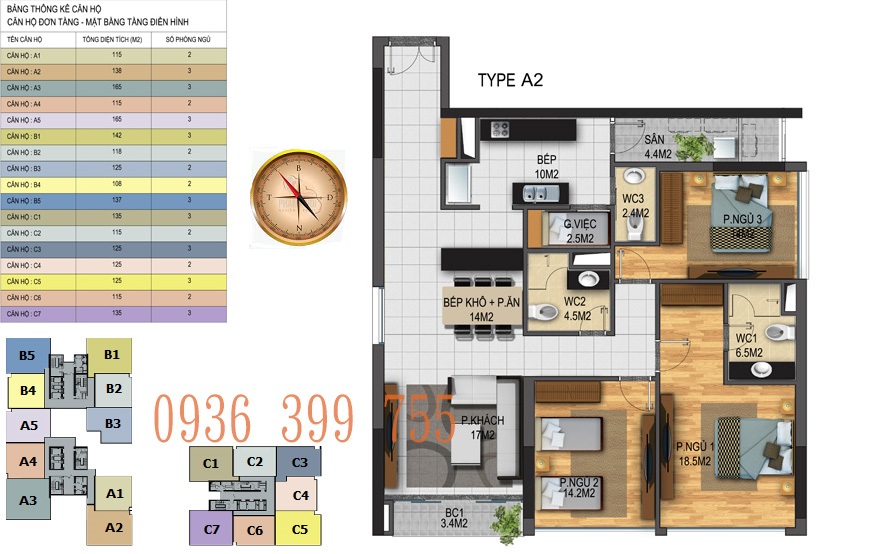 BẢNG THỐNG KÊ CĂN HỘ
CĂN HỘ ĐƠN TẦNG - MẶT BẰNG TẦNG ĐIỂN HÌNH
TÊN CĂN HỘ TỔNG DIỆN TÍCH (M2) SỐ PHÒNG NGỦ
CĂN HỘ : A1 115 2
CĂN HỘ : A2 138 3
CĂN HỘ : A3 165 3
CĂN HỘ : A4 115 2
CĂN HỘ : A5 165 3
CĂN HỘ : B1 142 3
CĂN HỘ : B2 118 2
CĂN HỘ : B3 125 2
CĂN HỘ : B4 108 2
CĂN HỘ : B5 137 3
CĂN HỘ : C1 135 3
CĂN HỘ : C2 115 2
CĂN HỘ : C3 125 3
CĂN HỘ : C4 125 2
CĂN HỘ : C5 125 3
CĂN HỘ : C6 115 2
CĂN HỘ : C7 135 3
B
T Đ
N
TYPE A2
SÂN
4.4M2
BẾP
10M2
WC3
2.4M2
P.NGỦ 3
14M2
G.VIỆC
2.5M2
BẾP KHÔ + P.ĂN
14M2
WC2
4.5M2
WC1
6.5M2
P.KHÁCH
17M2
P.NGỦ 1
18.5M2
P.NGỦ 2
14.2M2
BC1
3.4M2
0936 399 755
B5 B1
B4 B2
A5 B3
A4
A3 A1
A2
C1 C2 C3
C4
C7 C6 C5